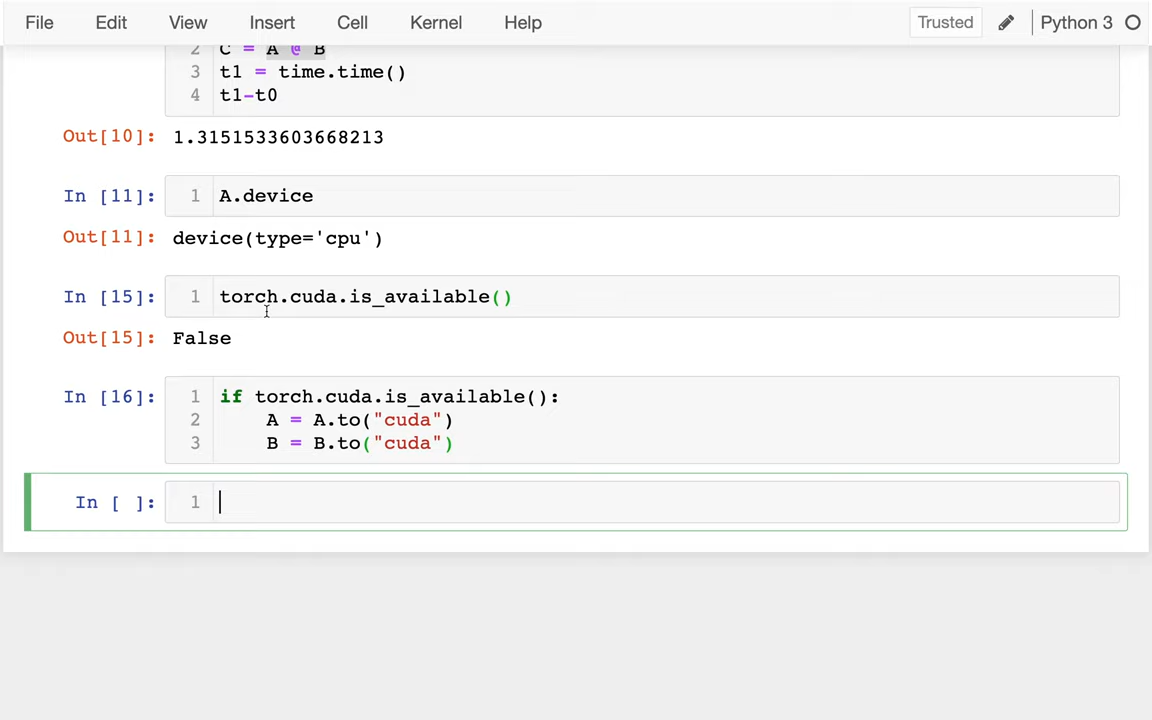 File Edit View Insert Cell Kernel Help Trusted Python 3
2 C = A @ B
3 t1 = time.time()
4 t1-t0
Out[10]: 1.3151533603668213
In [11]: 1 A.device
Out[11]: device(type='cpu')
In [15]: 1 torch.cuda.is_available()
Out[15]: False
In [16]: 1 if torch.cuda.is_available():
2 A = A.to("cuda")
3 B = B.to("cuda")
In [ ]: 1